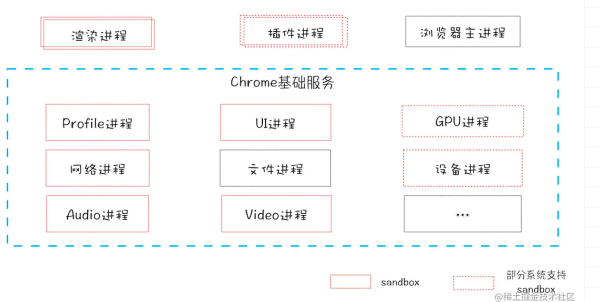 渲染进程
插件进程
浏览器主进程
Chrome基础服务
Profile进程
UI进程
GPU进程
网络进程
文件进程
设备进程
Audio进程
Video进程
...
sandbox
部分系统支持
sandbox
@稀土掘金技术社区